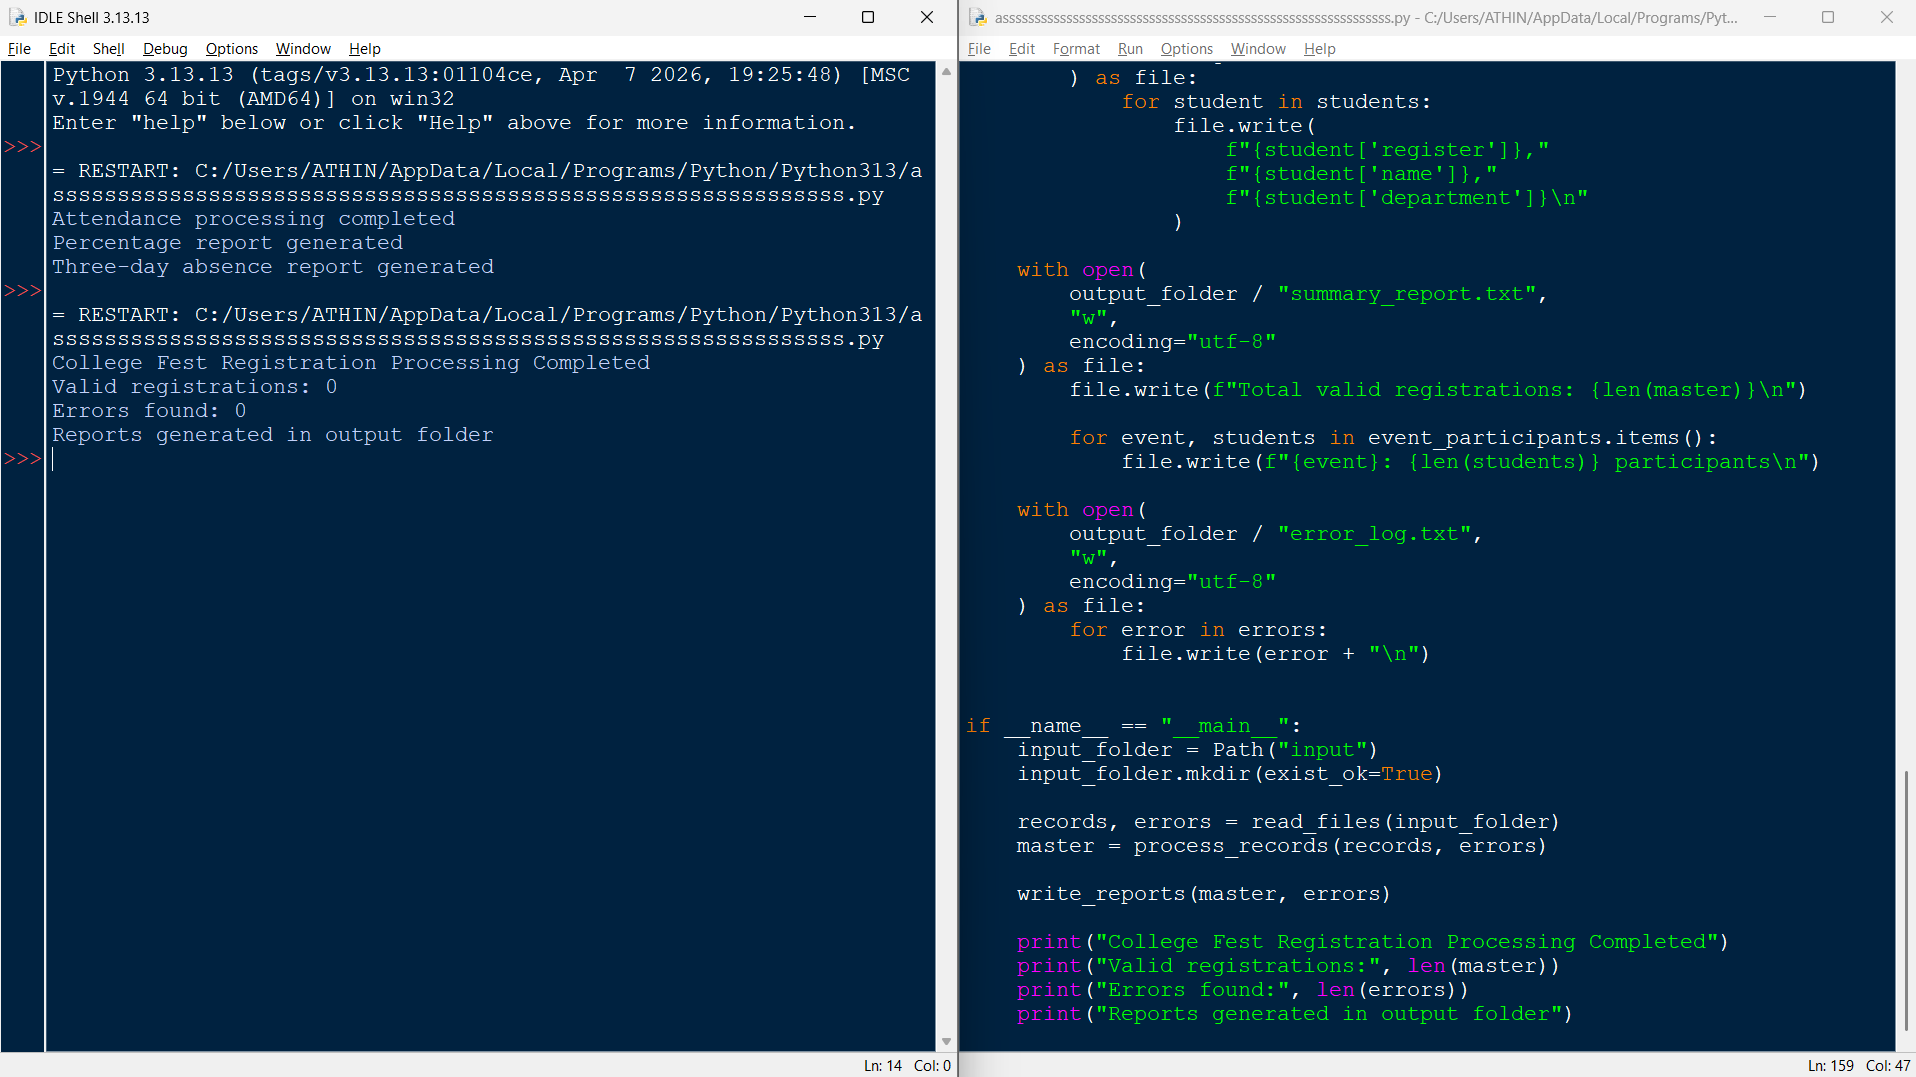 IDLE Shell 3.13.13
File Edit Shell Debug Options Window Help
Python 3.13.13 (tags/v3.13.13:01104ce, Apr  7 2026, 19:25:48) [MSC
v.1944 64 bit (AMD64)] on win32
Enter "help" below or click "Help" above for more information.
>>>
= RESTART: C:/Users/ATHIN/AppData/Local/Programs/Python/Python313/a
sssssssssssssssssssssssssssssssssssssssssssssssssssssssssssss.py
Attendance processing completed
Percentage report generated
Three-day absence report generated
>>>
= RESTART: C:/Users/ATHIN/AppData/Local/Programs/Python/Python313/a
sssssssssssssssssssssssssssssssssssssssssssssssssssssssssssss.py
College Fest Registration Processing Completed
Valid registrations: 0
Errors found: 0
Reports generated in output folder
>>>
Ln: 14 Col: 0
asssssssssssssssssssssssssssssssssssssssssssssssssssssssssssss.py - C:/Users/ATHIN/AppData/Local/Programs/Pyt...
File Edit Format Run Options Window Help
        ) as file:
            for student in students:
                file.write(
                    f"{student['register']},"
                    f"{student['name']},"
                    f"{student['department']}\n"
                )
    with open(
        output_folder / "summary_report.txt",
        "w",
        encoding="utf-8"
    ) as file:
        file.write(f"Total valid registrations: {len(master)}\n")
        for event, students in event_participants.items():
            file.write(f"{event}: {len(students)} participants\n")
    with open(
        output_folder / "error_log.txt",
        "w",
        encoding="utf-8"
    ) as file:
        for error in errors:
            file.write(error + "\n")
if __name__ == "__main__":
    input_folder = Path("input")
    input_folder.mkdir(exist_ok=True)
    records, errors = read_files(input_folder)
    master = process_records(records, errors)
    write_reports(master, errors)
    print("College Fest Registration Processing Completed")
    print("Valid registrations:", len(master))
    print("Errors found:", len(errors))
    print("Reports generated in output folder")
Ln: 159 Col: 47